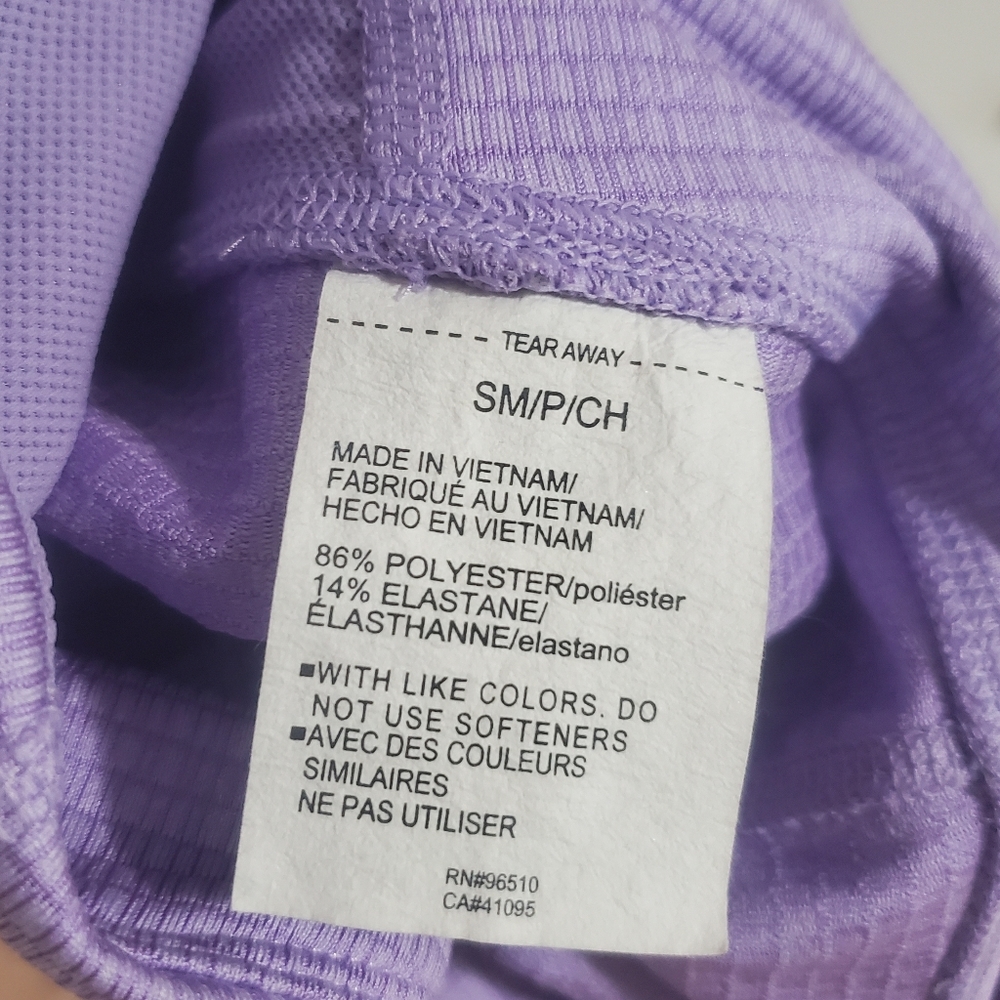 TEAR AWAY
SM/P/CH
MADE IN VIETNAM/
FABRIQUÉ AU VIETNAM/
HECHO EN VIETNAM
86% POLYESTER/poliéster
14% ELASTANE/
ÉLASTHANNE/elastano
WITH LIKE COLORS. DO
NOT USE SOFTENERS
AVEC DES COULEURS
SIMILAIRES
NE PAS UTILISER
RN#96510
CA#41095